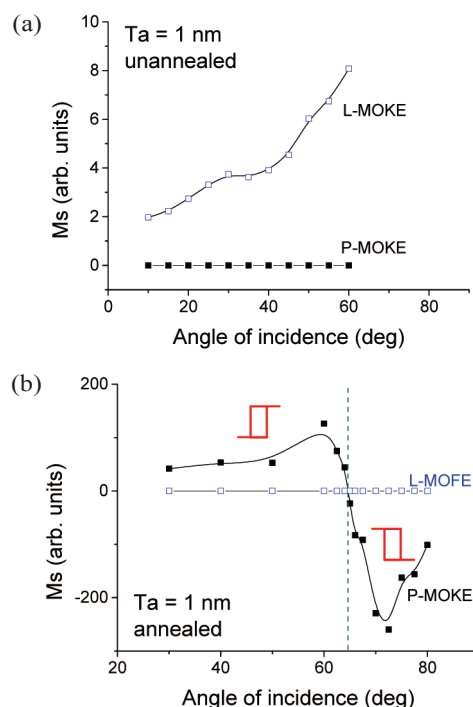 (a)
Ta = 1 nm
unannealed
10
8
6
4
2
0
Ms (arb. units)
L-MOKE
P-MOKE
0
20
40
60
80
Angle of incidence (deg)
(b)
200
0
-200
Ms (arb. units)
L-MOFE
P-MOKE
Ta = 1 nm
annealed
20
40
60
80
Angle of incidence (deg)